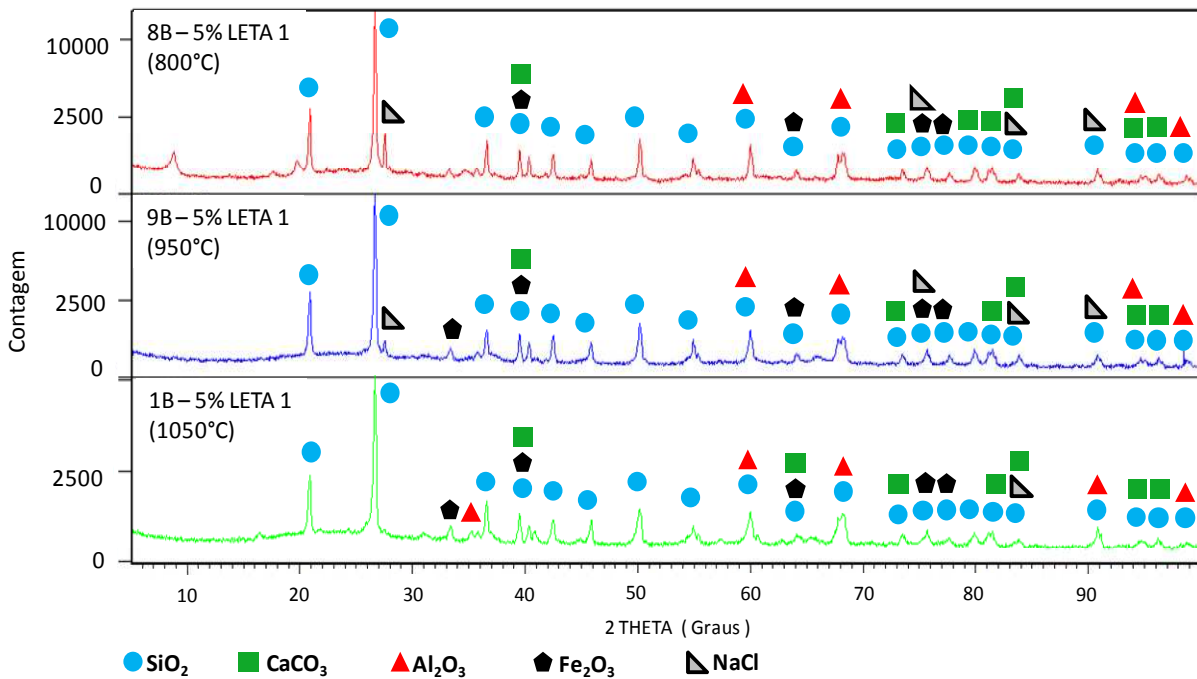 8B – 5% LETA 1
(800°C)
10000
2500
0
9B – 5% LETA 1
(950°C)
10000
2500
0
1B – 5% LETA 1
(1050°C)
2500
0
Contagem
10 20 30 40 50 60 70 80 90
2 THETA ( Graus )
SiO₂ CaCO₃ Al₂O₃ Fe₂O₃ NaCl